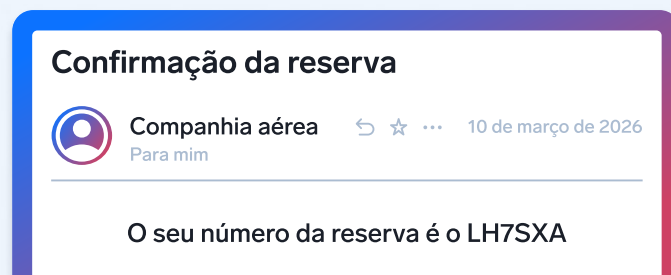 Confirmação da reserva
Companhia aérea
10 de março de 2026
Para mim
O seu número da reserva é o LH7SXA